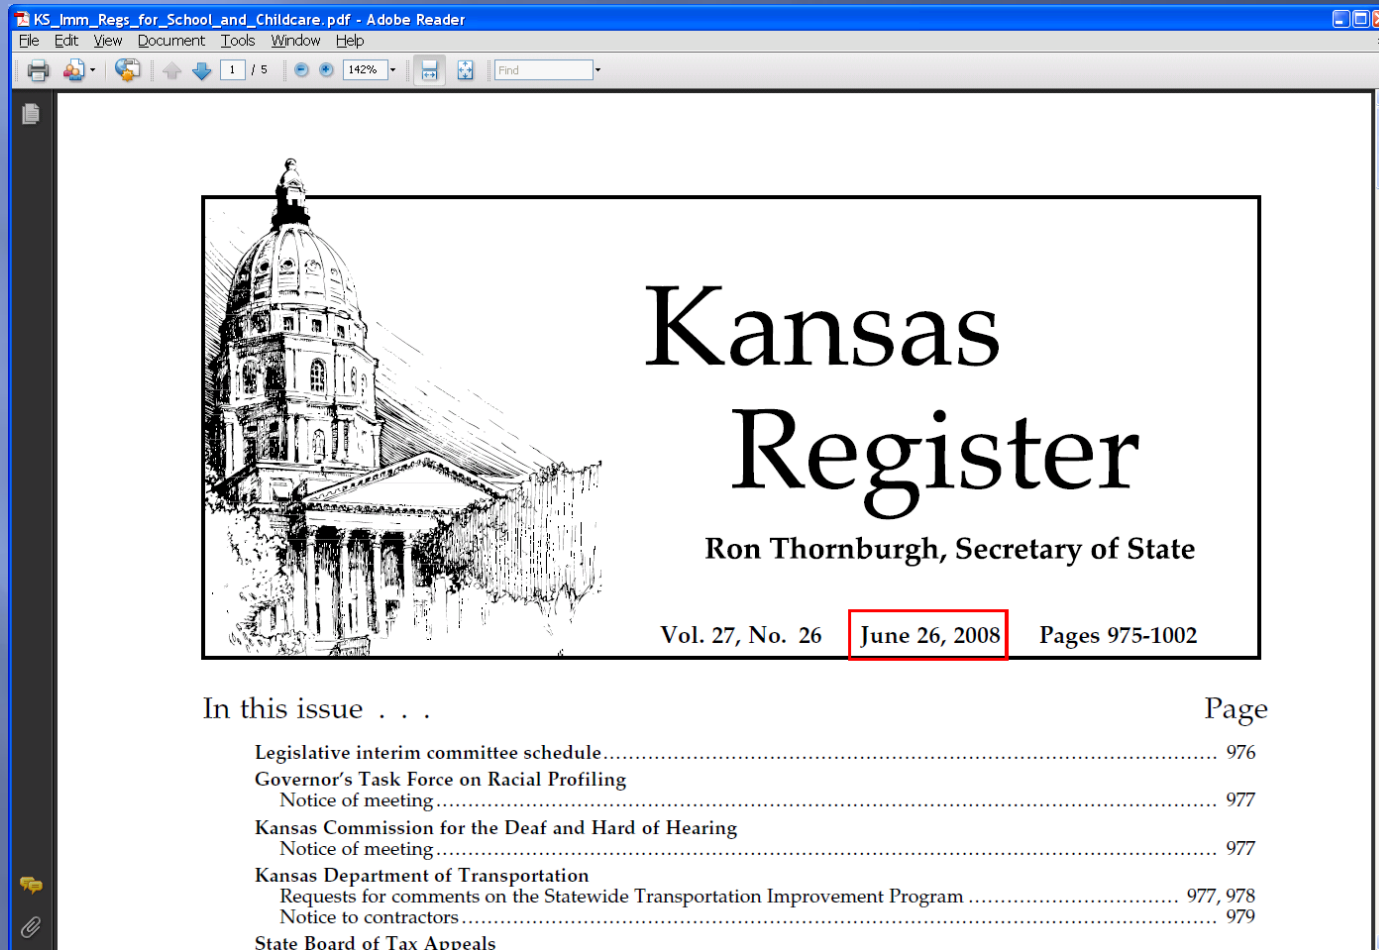 KS_Imm_Regs_for_School_and_Childcare.pdf - Adobe Reader
File Edit View Document Tools Window Help
1 / 5 142% Find
Kansas
Register
Ron Thornburgh, Secretary of State
Vol. 27, No. 26 June 26, 2008 Pages 975-1002
In this issue . . . Page
Legislative interim committee schedule.................... 976
Governor's Task Force on Racial Profiling
Notice of meeting.................... 977
Kansas Commission for the Deaf and Hard of Hearing
Notice of meeting.................... 977
Kansas Department of Transportation
Requests for comments on the Statewide Transportation Improvement Program .................... 977, 978
Notice to contractors.................... 979
State Board of Tax Appeals